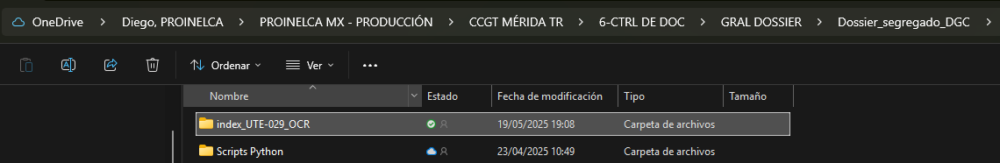 OneDrive > Diego, PROINELCA > PROINELCA MX - PRODUCCIÓN > CCGT MÉRIDA TR > 6-CTRL DE DOC > GRAL DOSSIER > Dossier_segregado_DGC >
Ordenar Ver ...
Nombre Estado Fecha de modificación Tipo Tamaño
index_UTE-029_OCR 19/05/2025 19:08 Carpeta de archivos
Scripts Python 23/04/2025 10:49 Carpeta de archivos